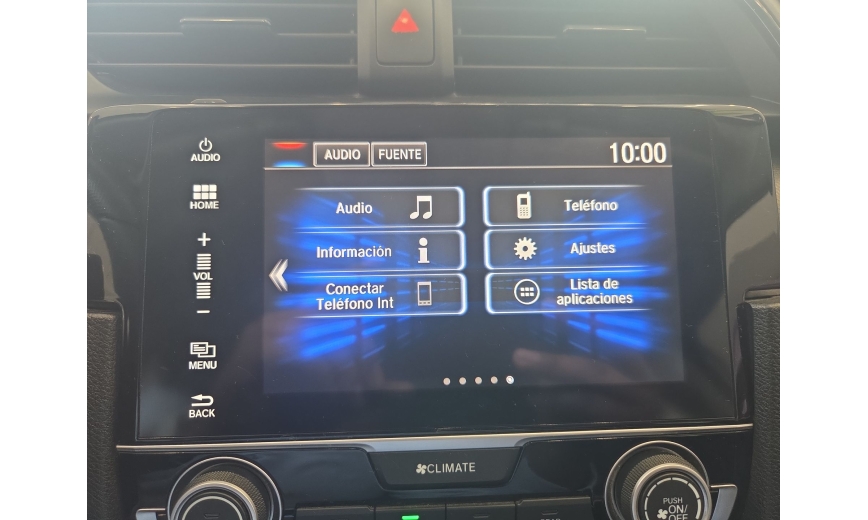 AUDIO
HOME
+
VOL
−
MENU
BACK
AUDIO FUENTE 10:00
Audio
Teléfono
Información
Ajustes
Conectar
Teléfono Int
Lista de
aplicaciones
CLIMATE
PUSH
ON/
OFF